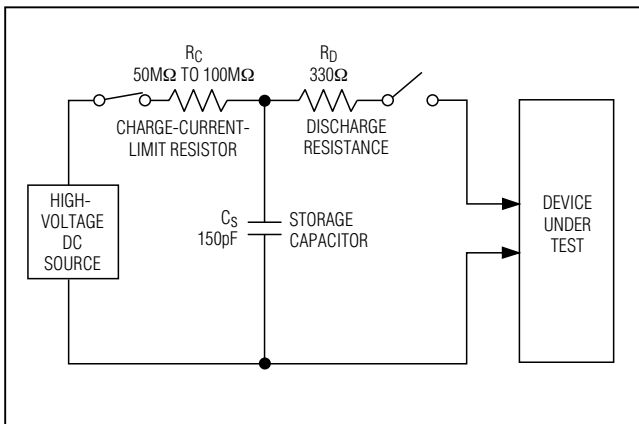 R_C
50MΩ TO 100MΩ
CHARGE-CURRENT-
LIMIT RESISTOR
R_D
330Ω
DISCHARGE
RESISTANCE
HIGH-
VOLTAGE
DC
SOURCE
C_S
150pF
STORAGE
CAPACITOR
DEVICE
UNDER
TEST